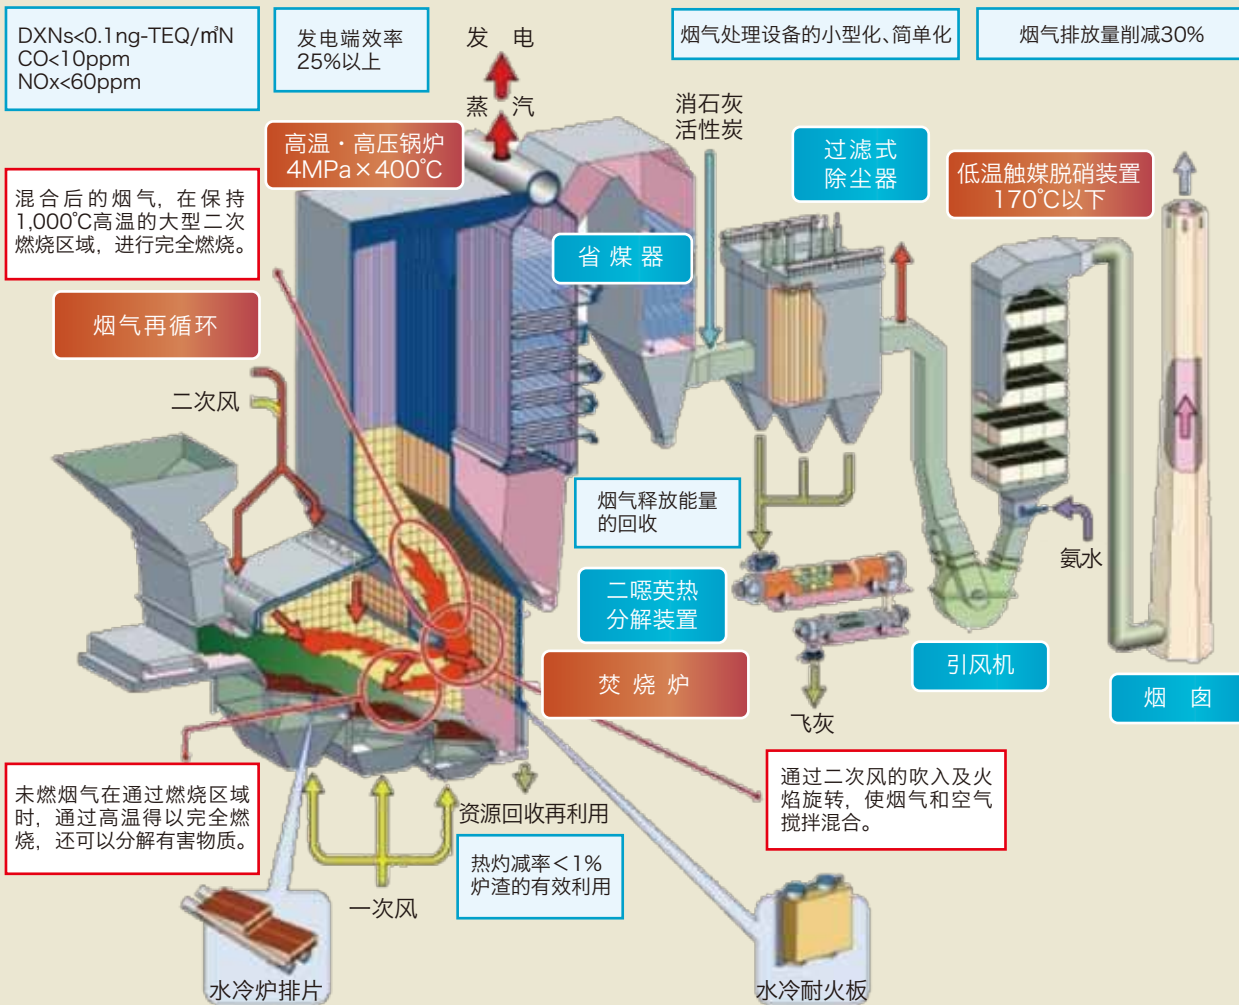 DXNs<0.1ng-TEQ/㎥N
CO<10ppm
NOx<60ppm
发电端效率
25%以上
发 电
蒸 汽
烟气处理设备的小型化、简单化
烟气排放量削减30%
高温・高压锅炉
4MPa×400℃
消石灰
活性炭
过滤式
除尘器
低温触媒脱硝装置
170℃以下
混合后的烟气，在保持
1,000℃高温的大型二次
燃烧区域，进行完全燃烧。
省煤器
烟气再循环
二次风
烟气释放能量
的回收
氨水
二噁英热
分解装置
引风机
焚烧炉
烟 囱
飞灰
未燃烟气在通过燃烧区域
时，通过高温得以完全燃
烧，还可以分解有害物质。
资源回收再利用
通过二次风的吹入及火
焰旋转，使烟气和空气
搅拌混合。
热灼减率＜1%
炉渣的有效利用
一次风
水冷炉排片
水冷耐火板